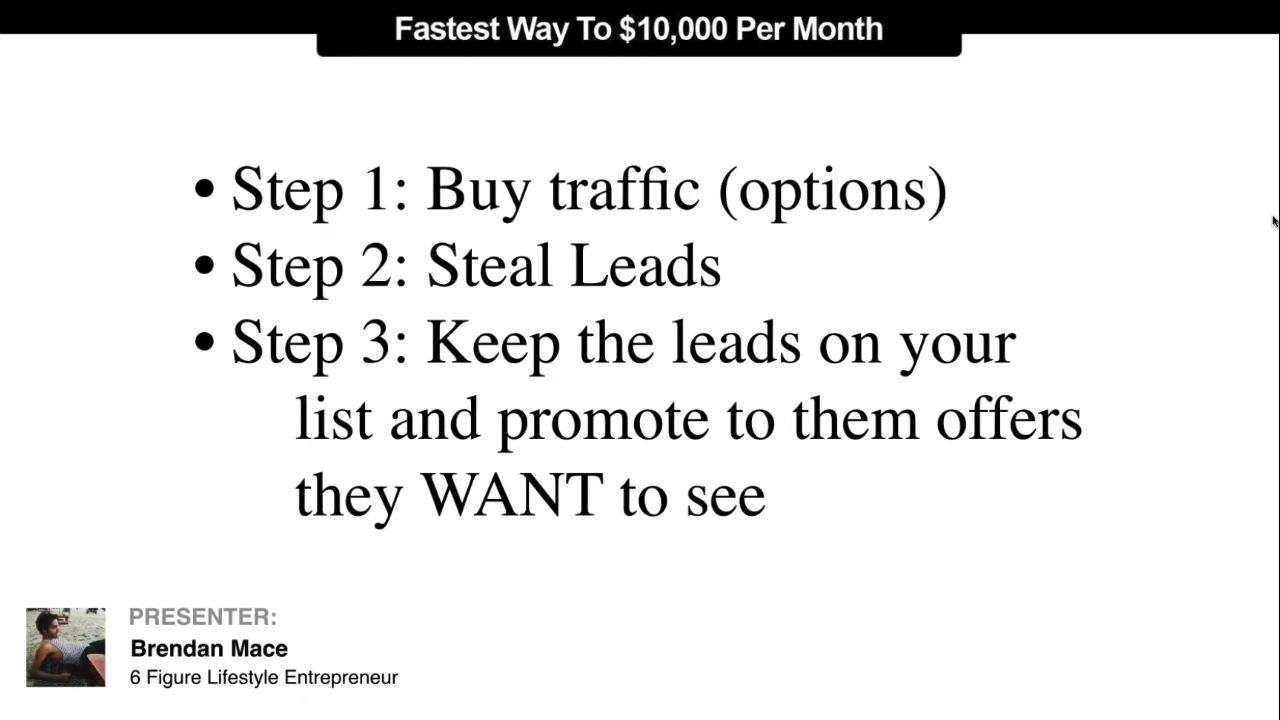 Fastest Way To $10,000 Per Month
• Step 1: Buy traffic (options)
• Step 2: Steal Leads
• Step 3: Keep the leads on your
list and promote to them offers
they WANT to see
PRESENTER:
Brendan Mace
6 Figure Lifestyle Entrepreneur